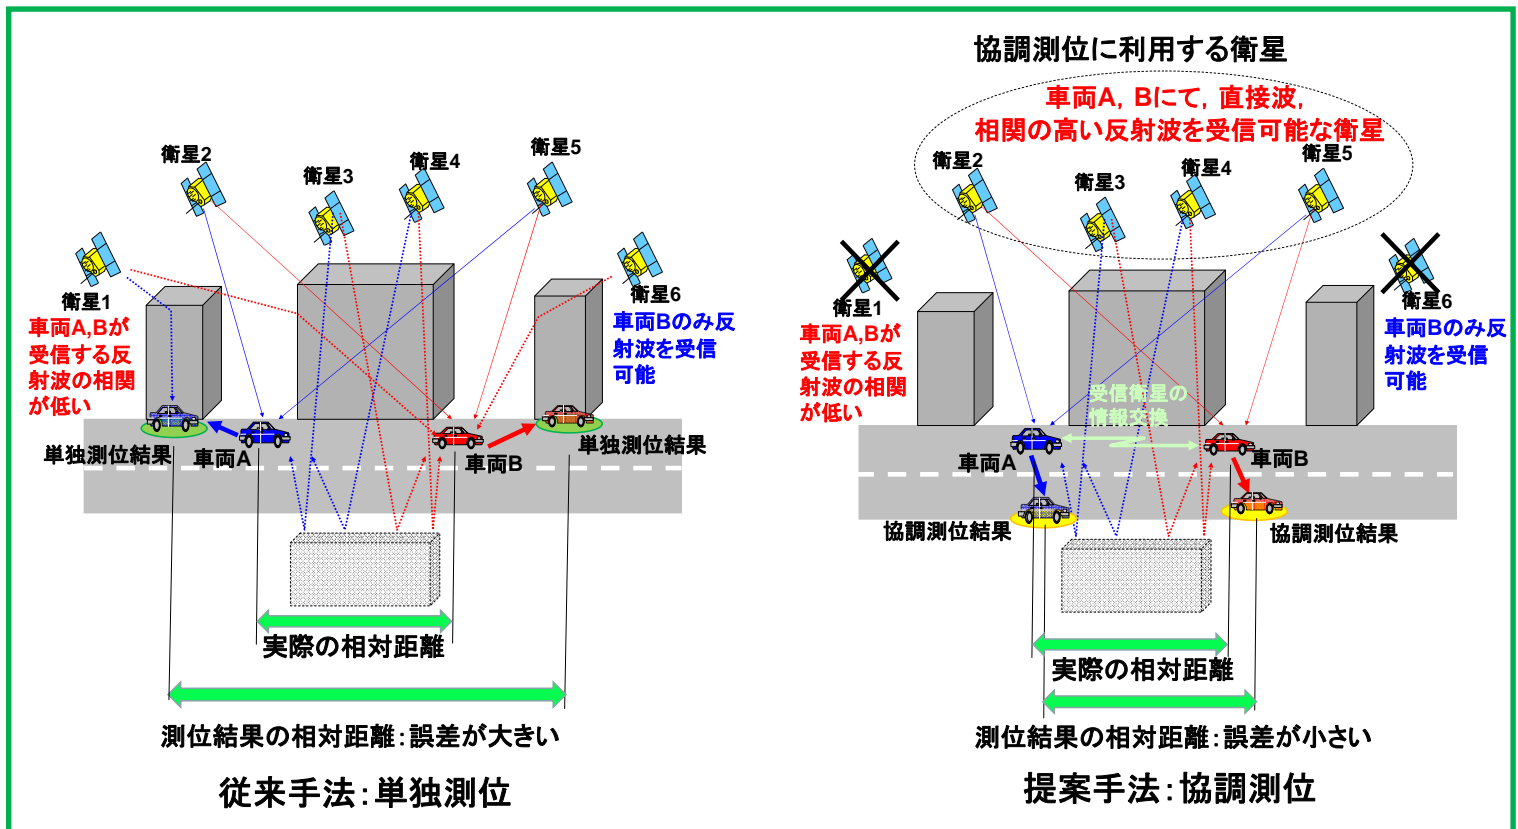 衛星2
衛星3
衛星4
衛星5
衛星1
車両A,Bが
受信する反
射波の相関
が低い
衛星6
車両Bのみ反
射波を受信
可能
単独測位結果
車両A
車両B
単独測位結果
実際の相対距離
測位結果の相対距離:誤差が大きい
従来手法:単独測位
協調測位に利用する衛星
車両A, Bにて, 直接波,
相関の高い反射波を受信可能な衛星
衛星2
衛星3
衛星4
衛星5
衛星1
車両A,Bが
受信する反
射波の相関
が低い
衛星6
車両Bのみ反
射波を受信
可能
受信衛星の
情報交換
車両A
車両B
協調測位結果
協調測位結果
実際の相対距離
測位結果の相対距離:誤差が小さい
提案手法:協調測位